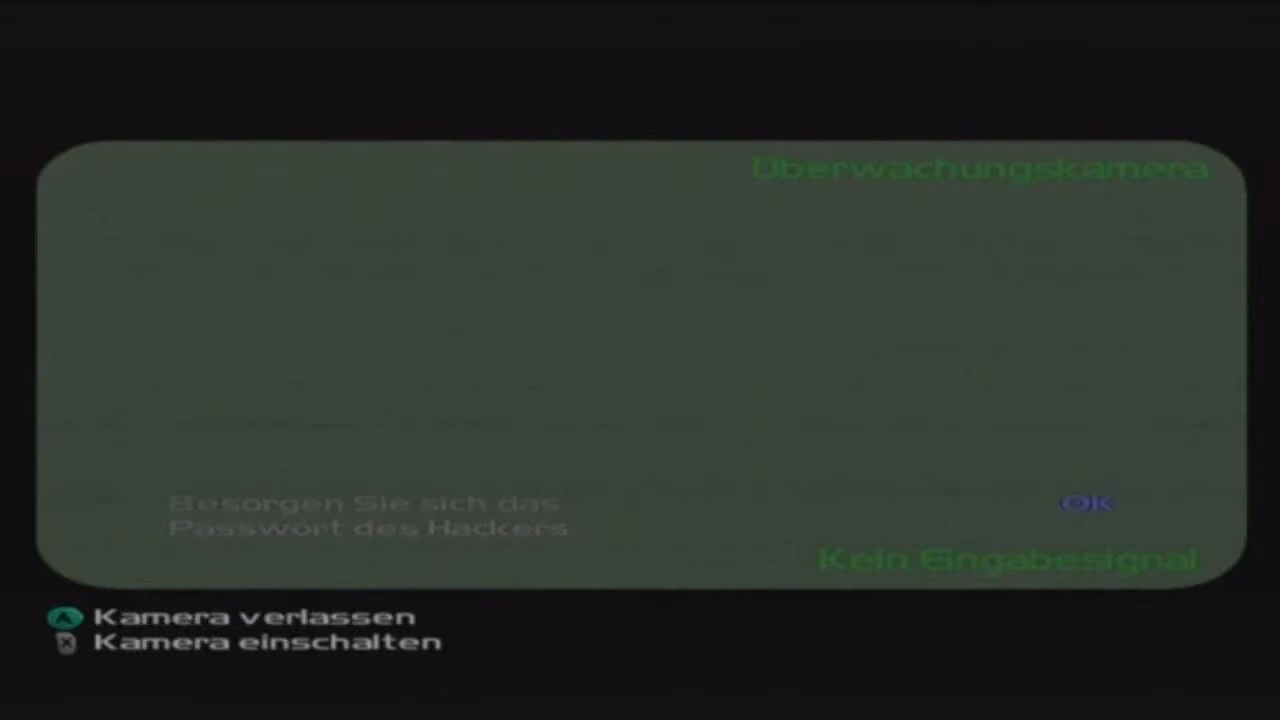 Überwachungskamera
Besorgen Sie sich das OK
Passwort des Hackers
Kein Eingabesignal
A Kamera verlassen
X Kamera einschalten